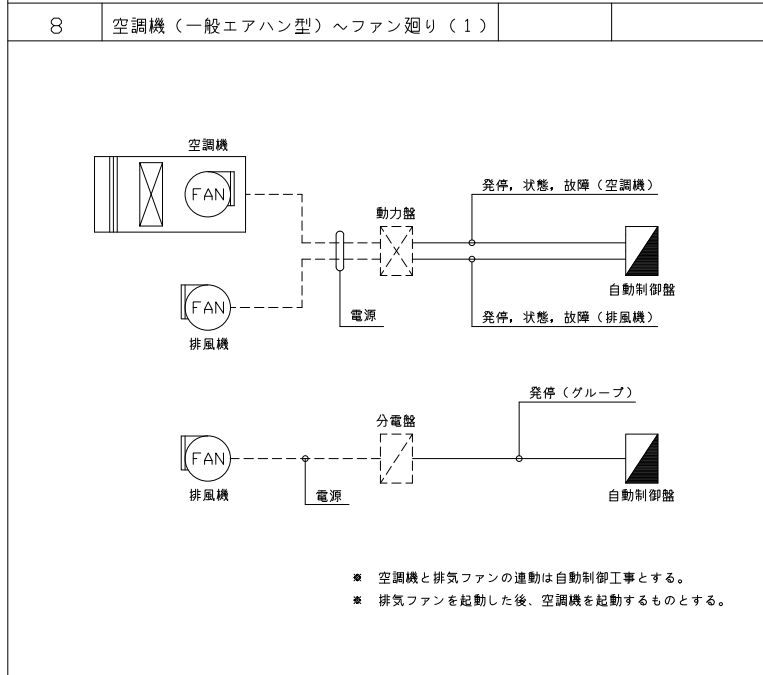 8
空調機（一般エアハン型）～ファン廻り（１）
空調機
FAN
動力盤
発停，状態，故障（空調機）
自動制御盤
FAN
排風機
電源
発停，状態，故障（排風機）
発停（グループ）
分電盤
FAN
排風機
電源
自動制御盤
※ 空調機と排気ファンの連動は自動制御工事とする。
※ 排気ファンを起動した後、空調機を起動するものとする。